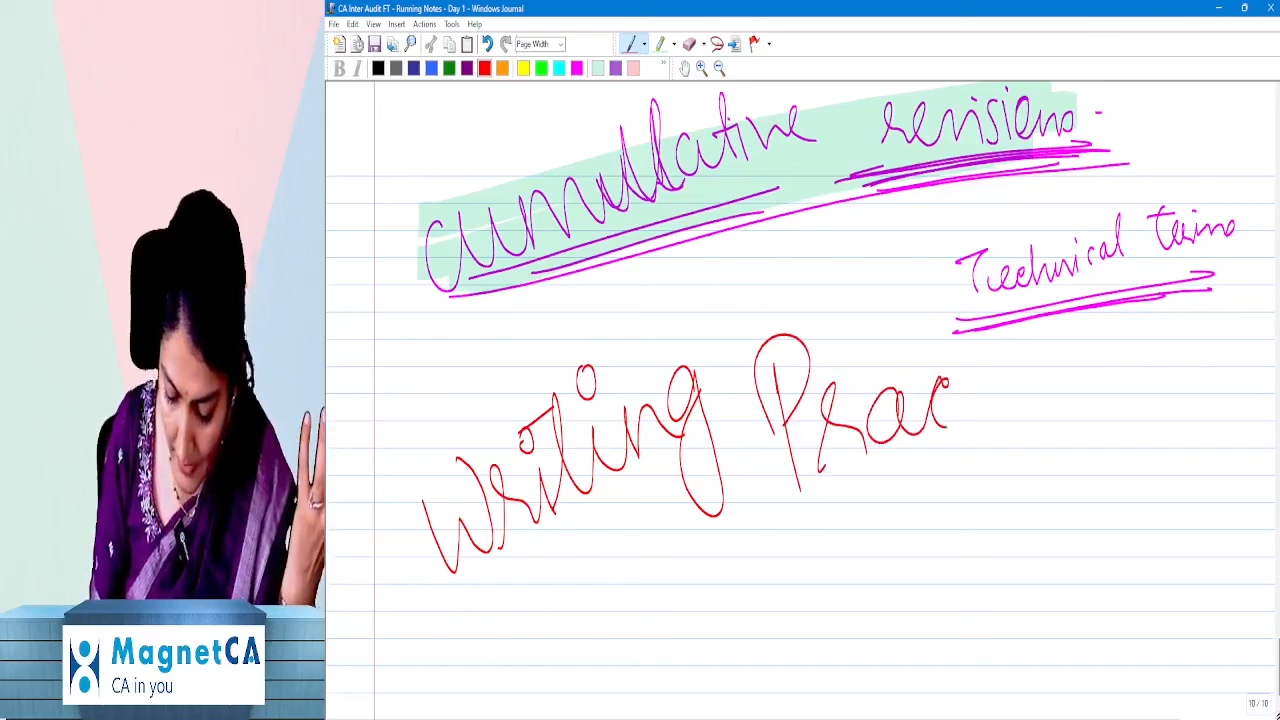 CA Inter Audit FT - Running Notes - Day 1 - Windows Journal
File Edit View Insert Actions Tools Help
Page Width
B I
Cumullative revisions -
Technical terms
Writing Prac
MagnetCA
CA in you
10 / 10